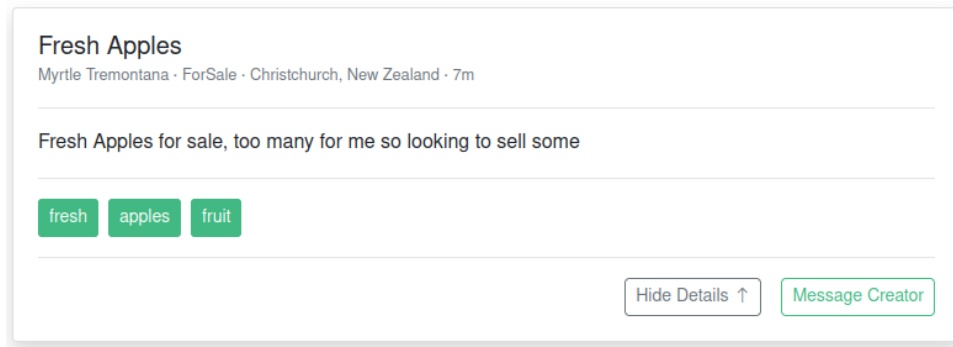 Fresh Apples
Myrtle Tremontana · ForSale · Christchurch, New Zealand · 7m
Fresh Apples for sale, too many for me so looking to sell some
fresh apples fruit
Hide Details ↑ Message Creator